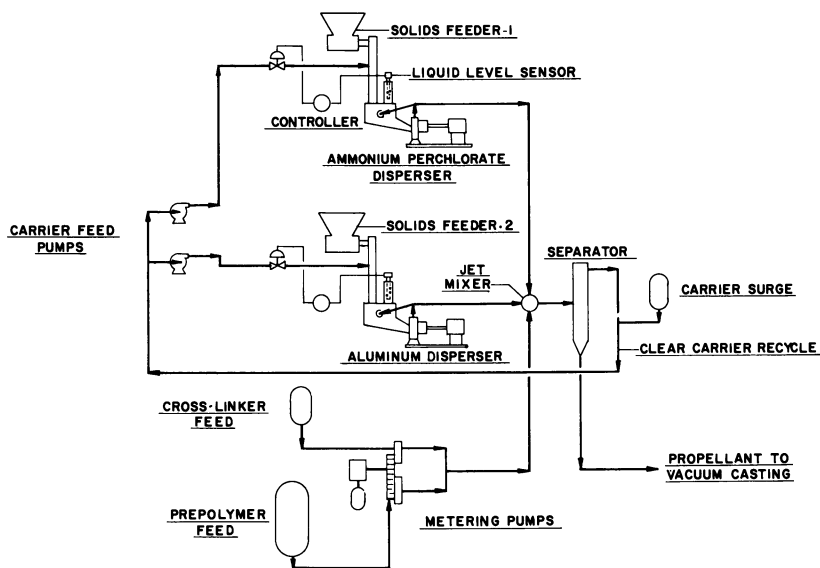 SOLIDS FEEDER-1
LIQUID LEVEL SENSOR
CONTROLLER
AMMONIUM PERCHLORATE
DISPERSER
CARRIER FEED
PUMPS
SOLIDS FEEDER-2
SEPARATOR
JET
MIXER
CARRIER SURGE
CLEAR CARRIER RECYCLE
ALUMINUM DISPERSER
CROSS-LINKER
FEED
PROPELLANT TO
VACUUM CASTING
PREPOLYMER
FEED
METERING PUMPS